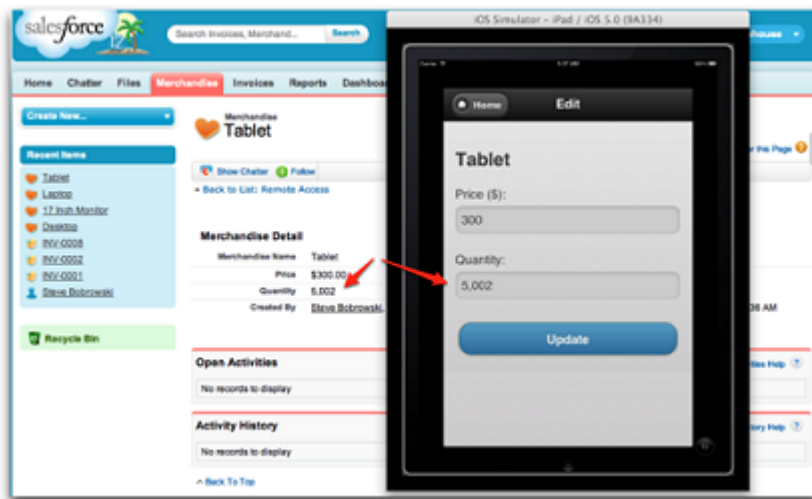 salesforce
12
Search Invoices, Merchand...
Search
house
Home Chatter Files Merchandise Invoices Reports Dashboa
Create New...
Recent Items
Tablet
Laptop
17 Inch Monitor
Desktop
INV-0008
INV-0002
INV-0001
Steve Bobrowski
Recycle Bin
Merchandise
Tablet
Show Chatter Follow
« Back to List: Remote Access
r this Page
Merchandise Detail
Merchandise Name Tablet
Price $300.00
Quantity 5,002
Created By Steve Bobrowski,
36 AM
Open Activities
ties Help ?
No records to display
Activity History
tory Help ?
No records to display
^ Back To Top
iOS Simulator – iPad / iOS 5.0 (9A334)
Home
Edit
Tablet
Price ($):
300
Quantity:
5,002
Update